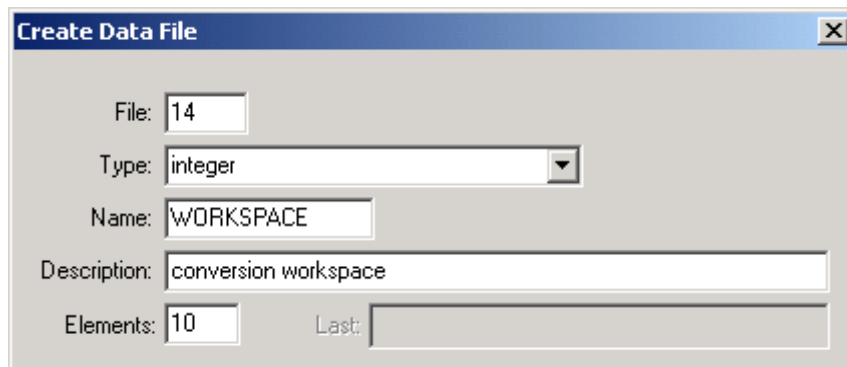 Create Data File
File: 14
Type: integer
Name: WORKSPACE
Description: conversion workspace
Elements: 10 Last: